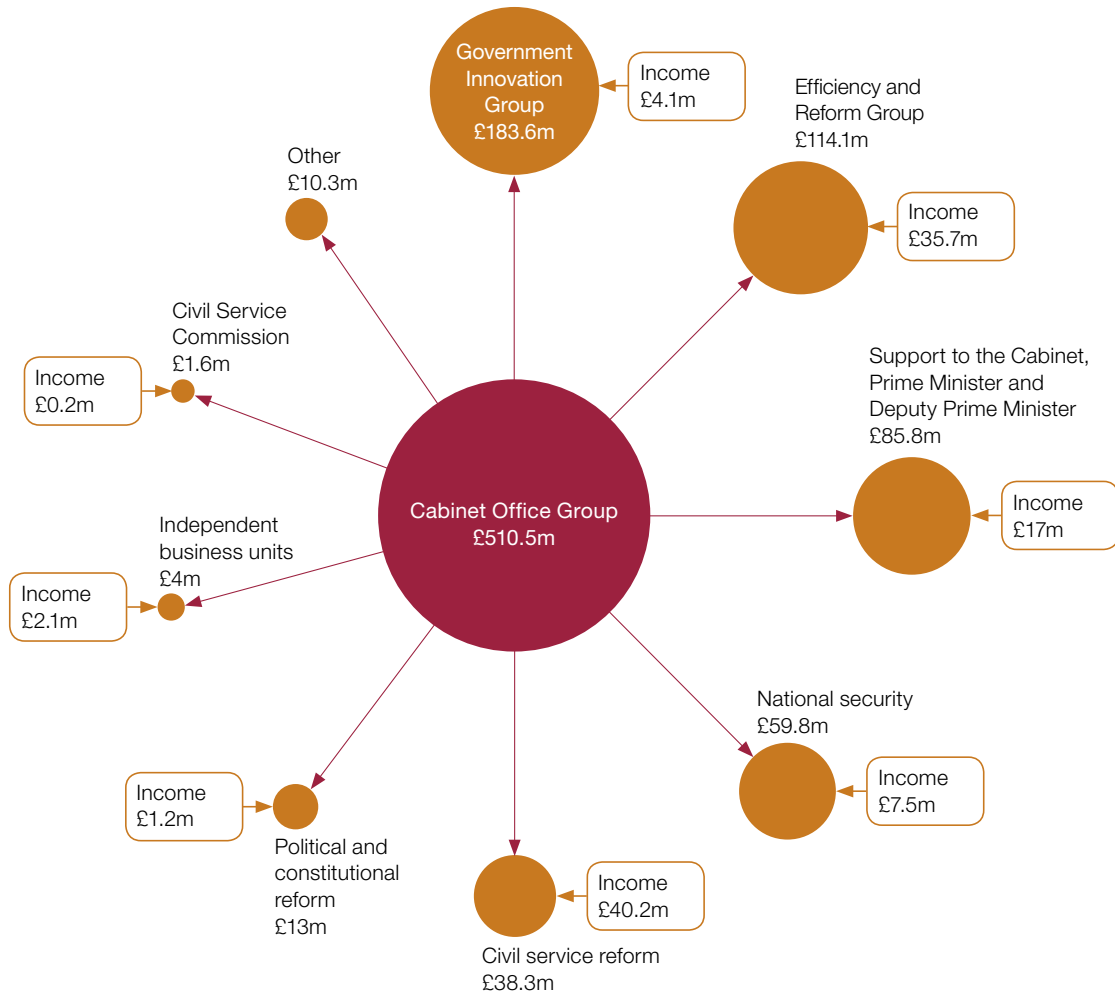 Government
Innovation
Group
£183.6m
Income
£4.1m
Efficiency and
Reform Group
£114.1m
Income
£35.7m
Other
£10.3m
Civil Service
Commission
£1.6m
Income
£0.2m
Support to the Cabinet,
Prime Minister and
Deputy Prime Minister
£85.8m
Income
£17m
Cabinet Office Group
£510.5m
Independent
business units
£4m
Income
£2.1m
National security
£59.8m
Income
£7.5m
Income
£1.2m
Political and
constitutional
reform
£13m
Income
£40.2m
Civil service reform
£38.3m